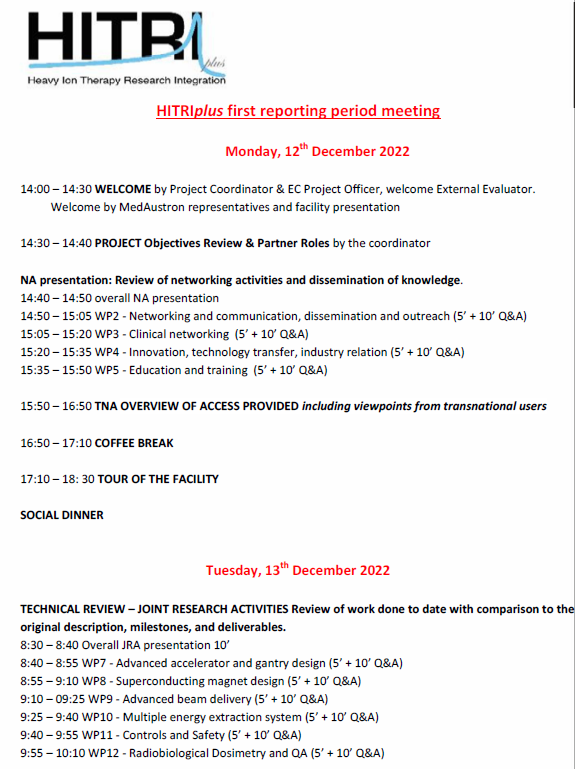 HITRI plus
Heavy Ion Therapy Research Integration
HITRIplus first reporting period meeting
Monday, 12th December 2022
14:00 – 14:30 WELCOME by Project Coordinator & EC Project Officer, welcome External Evaluator.
Welcome by MedAustron representatives and facility presentation
14:30 – 14:40 PROJECT Objectives Review & Partner Roles by the coordinator
NA presentation: Review of networking activities and dissemination of knowledge.
14:40 – 14:50 overall NA presentation
14:50 – 15:05 WP2 - Networking and communication, dissemination and outreach (5’ + 10’ Q&A)
15:05 – 15:20 WP3 - Clinical networking (5’ + 10’ Q&A)
15:20 – 15:35 WP4 - Innovation, technology transfer, industry relation (5’ + 10’ Q&A)
15:35 – 15:50 WP5 - Education and training (5’ + 10’ Q&A)
15:50 – 16:50 TNA OVERVIEW OF ACCESS PROVIDED including viewpoints from transnational users
16:50 – 17:10 COFFEE BREAK
17:10 – 18: 30 TOUR OF THE FACILITY
SOCIAL DINNER
Tuesday, 13th December 2022
TECHNICAL REVIEW – JOINT RESEARCH ACTIVITIES Review of work done to date with comparison to the
original description, milestones, and deliverables.
8:30 – 8:40 Overall JRA presentation 10’
8:40 – 8:55 WP7 - Advanced accelerator and gantry design (5’ + 10’ Q&A)
8:55 – 9:10 WP8 - Superconducting magnet design (5’ + 10’ Q&A)
9:10 – 09:25 WP9 - Advanced beam delivery (5’ + 10’ Q&A)
9:25 – 9:40 WP10 - Multiple energy extraction system (5’ + 10’ Q&A)
9:40 – 9:55 WP11 - Controls and Safety (5’ + 10’ Q&A)
9:55 – 10:10 WP12 - Radiobiological Dosimetry and QA (5’ + 10’ Q&A)